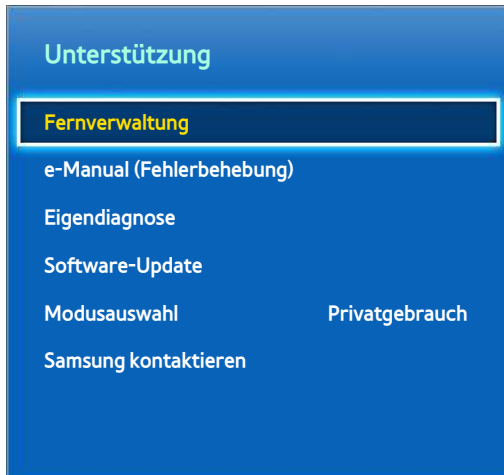 Unterstützung
Fernverwaltung
e-Manual (Fehlerbehebung)
Eigendiagnose
Software-Update
Modusauswahl Privatgebrauch
Samsung kontaktieren